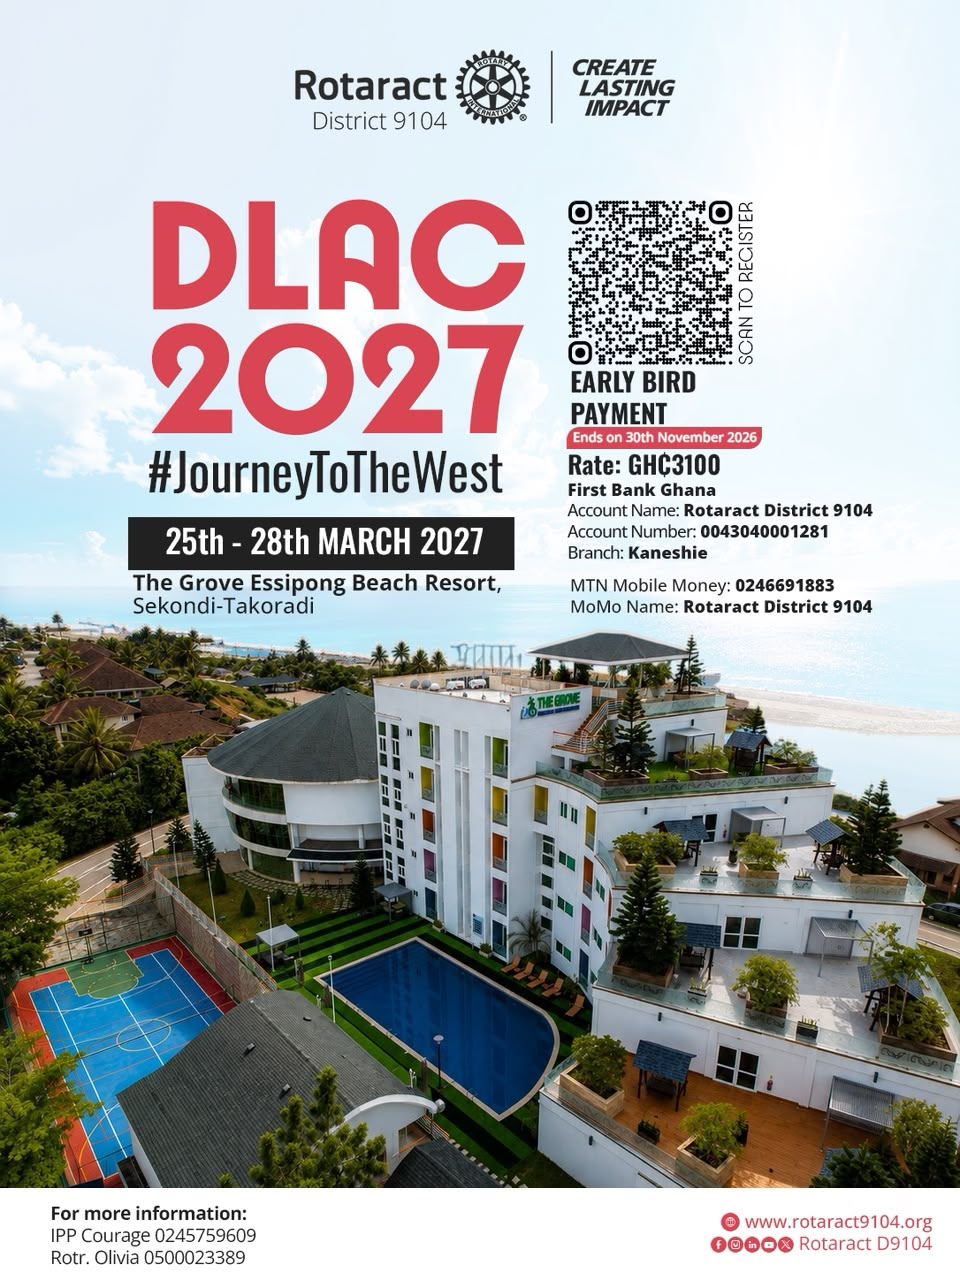 Rotaract
District 9104
ROTARY
INTERNATIONAL
CREATE
LASTING
IMPACT
DLAC
2027
#JourneyToTheWest
25th - 28th MARCH 2027
The Grove Essipong Beach Resort,
Sekondi-Takoradi
SCAN TO REGISTER
EARLY BIRD
PAYMENT
Ends on 30th November 2026
Rate: GH₵3100
First Bank Ghana
Account Name: Rotaract District 9104
Account Number: 0043040001281
Branch: Kaneshie
MTN Mobile Money: 0246691883
MoMo Name: Rotaract District 9104
THE GROVE
For more information:
IPP Courage 0245759609
Rotr. Olivia 0500023389
www.rotaract9104.org
Rotaract D9104